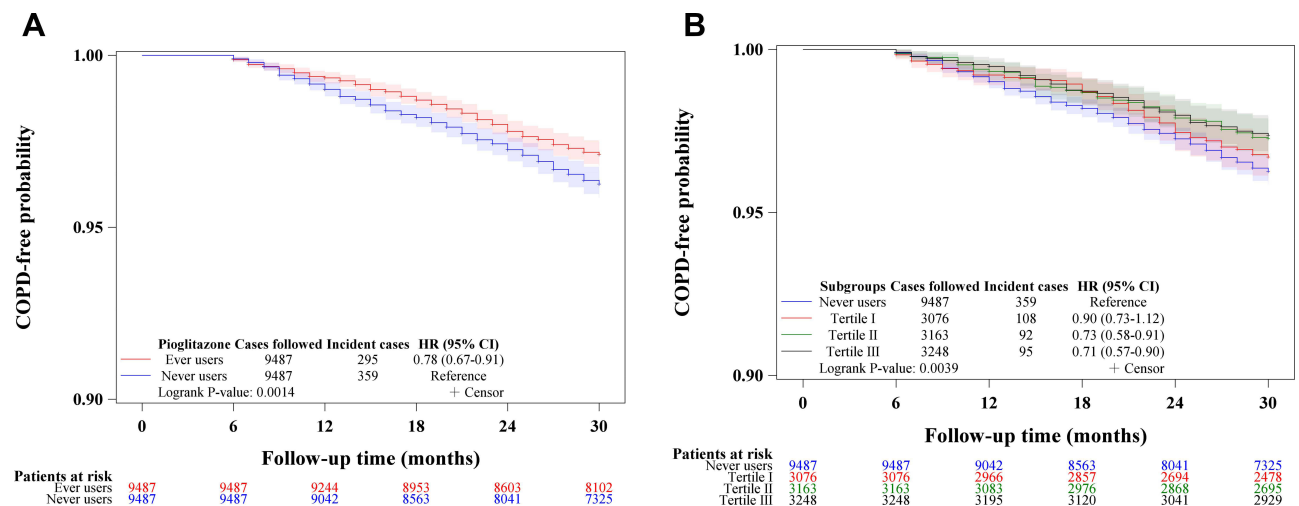 A
1.00
0.95
0.90
COPD-free probability
Pioglitazone Cases followed Incident cases HR (95% CI)
Ever users 9487 295 0.78 (0.67-0.91)
Never users 9487 359 Reference
Logrank P-value: 0.0014 + Censor
0 6 12 18 24 30
Follow-up time (months)
Patients at risk
Ever users 9487 9487 9244 8953 8603 8102
Never users 9487 9487 9042 8563 8041 7325
B
1.00
0.95
0.90
COPD-free probability
Subgroups Cases followed Incident cases HR (95% CI)
Never users 9487 359 Reference
Tertile I 3076 108 0.90 (0.73-1.12)
Tertile II 3163 92 0.73 (0.58-0.91)
Tertile III 3248 95 0.71 (0.57-0.90)
Logrank P-value: 0.0039 + Censor
0 6 12 18 24 30
Follow-up time (months)
Patients at risk
Never users 9487 9487 9042 8563 8041 7325
Tertile I 3076 3076 2966 2857 2694 2478
Tertile II 3163 3163 3083 2976 2868 2695
Tertile III 3248 3248 3195 3120 3041 2929